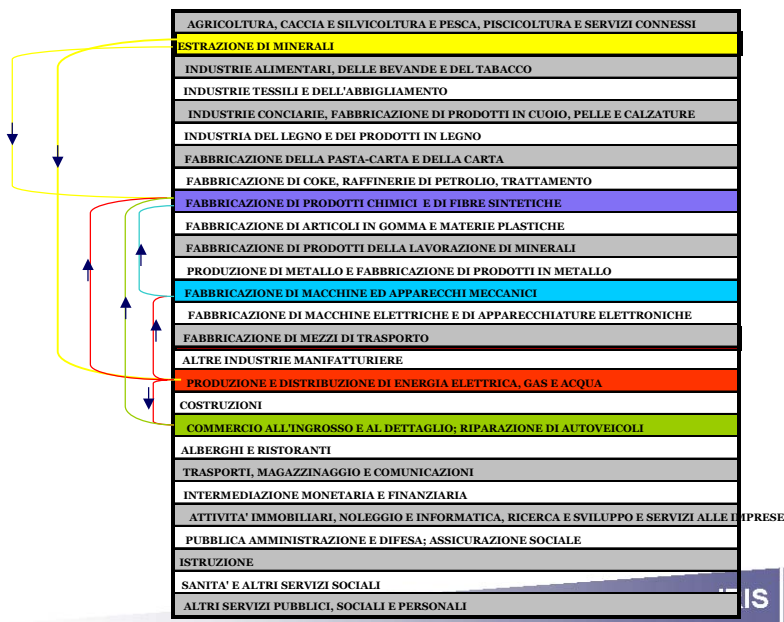 AGRICOLTURA, CACCIA E SILVICOLTURA E PESCA, PISCICOLTURA E SERVIZI CONNESSI
ESTRAZIONE DI MINERALI
INDUSTRIE ALIMENTARI, DELLE BEVANDE E DEL TABACCO
INDUSTRIE TESSILI E DELL'ABBIGLIAMENTO
INDUSTRIE CONCIARIE, FABBRICAZIONE DI PRODOTTI IN CUOIO, PELLE E CALZATURE
INDUSTRIA DEL LEGNO E DEI PRODOTTI IN LEGNO
FABBRICAZIONE DELLA PASTA-CARTA E DELLA CARTA
FABBRICAZIONE DI COKE, RAFFINERIE DI PETROLIO, TRATTAMENTO
FABBRICAZIONE DI PRODOTTI CHIMICI E DI FIBRE SINTETICHE
FABBRICAZIONE DI ARTICOLI IN GOMMA E MATERIE PLASTICHE
FABBRICAZIONE DI PRODOTTI DELLA LAVORAZIONE DI MINERALI
PRODUZIONE DI METALLO E FABBRICAZIONE DI PRODOTTI IN METALLO
FABBRICAZIONE DI MACCHINE ED APPARECCHI MECCANICI
FABBRICAZIONE DI MACCHINE ELETTRICHE E DI APPARECCHIATURE ELETTRONICHE
FABBRICAZIONE DI MEZZI DI TRASPORTO
ALTRE INDUSTRIE MANIFATTURIERE
PRODUZIONE E DISTRIBUZIONE DI ENERGIA ELETTRICA, GAS E ACQUA
COSTRUZIONI
COMMERCIO ALL'INGROSSO E AL DETTAGLIO; RIPARAZIONE DI AUTOVEICOLI
ALBERGHI E RISTORANTI
TRASPORTI, MAGAZZINAGGIO E COMUNICAZIONI
INTERMEDIAZIONE MONETARIA E FINANZIARIA
ATTIVITA' IMMOBILIARI, NOLEGGIO E INFORMATICA, RICERCA E SVILUPPO E SERVIZI ALLE IMPRESE
PUBBLICA AMMINISTRAZIONE E DIFESA; ASSICURAZIONE SOCIALE
ISTRUZIONE
SANITA' E ALTRI SERVIZI SOCIALI
ALTRI SERVIZI PUBBLICI, SOCIALI E PERSONALI